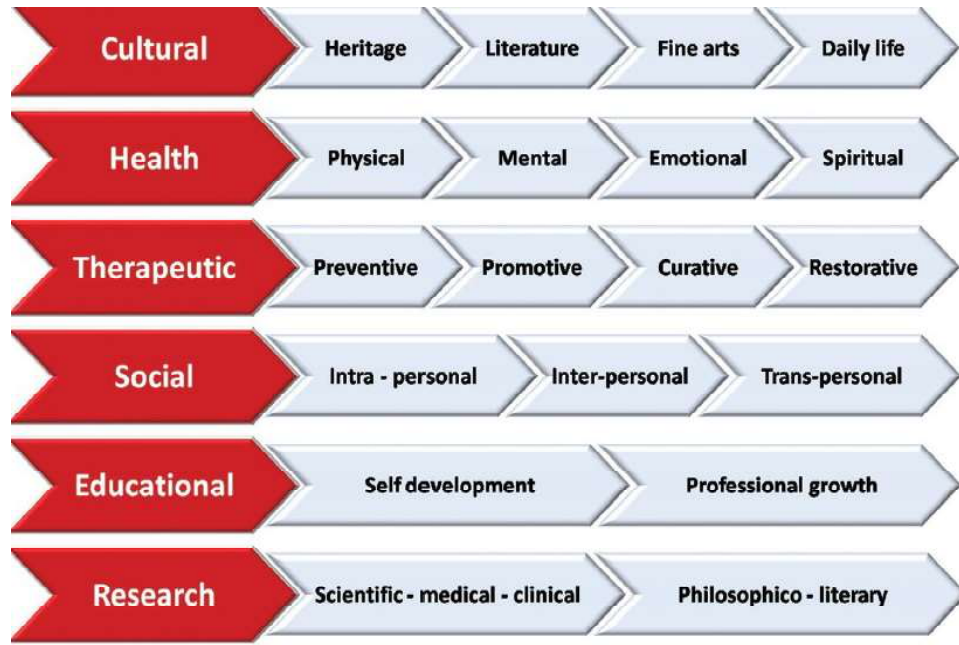 Cultural Heritage Literature Fine arts Daily life
Health Physical Mental Emotional Spiritual
Therapeutic Preventive Promotive Curative Restorative
Social Intra - personal Inter-personal Trans-personal
Educational Self development Professional growth
Research Scientific - medical - clinical Philosophico - literary